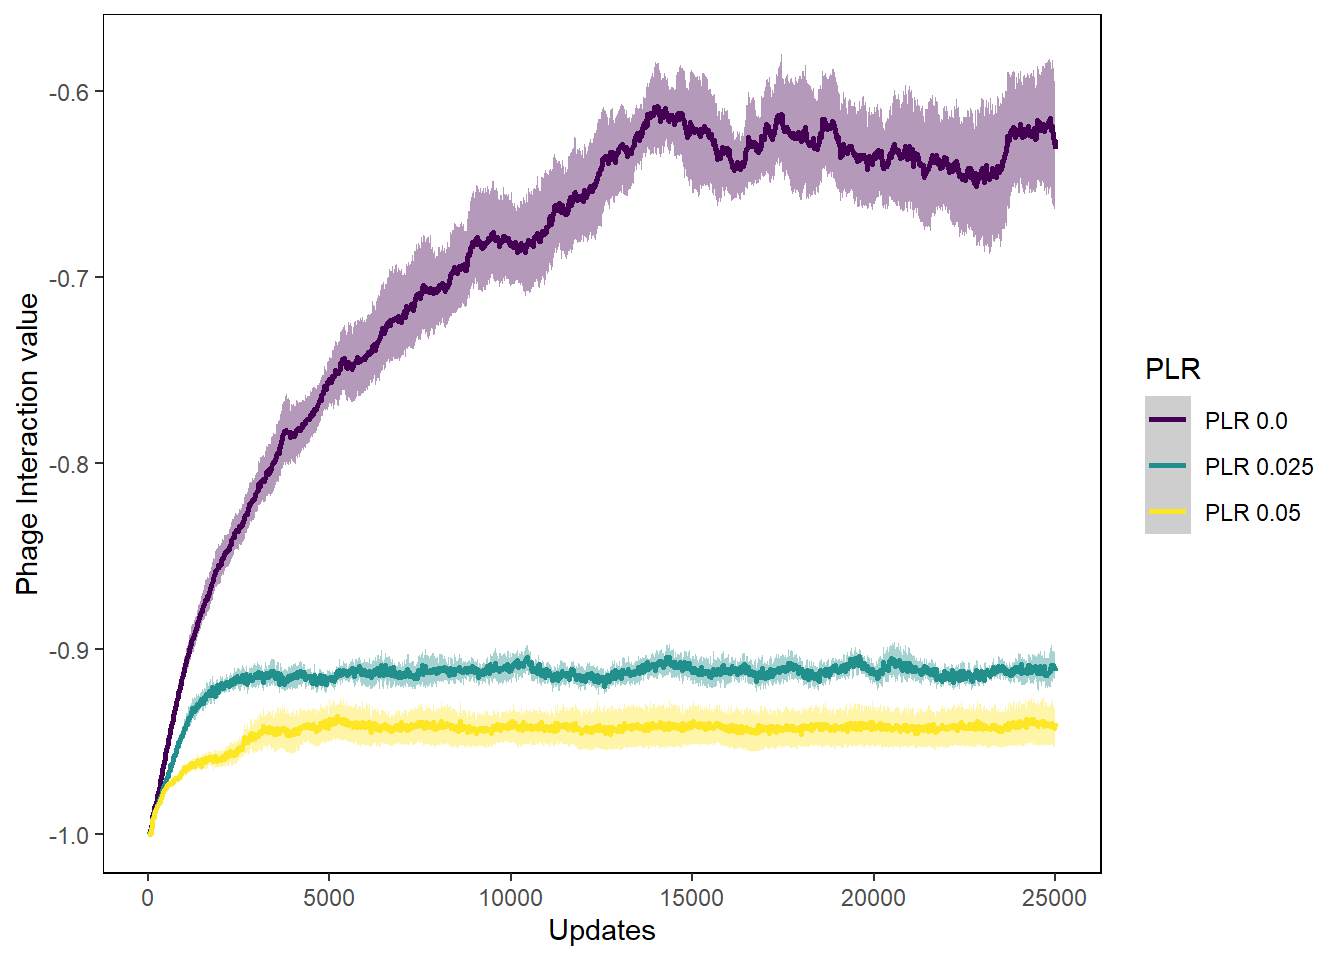 Phage Interaction value
-0.6
-0.7
-0.8
-0.9
-1.0
0 5000 10000 15000 20000 25000
Updates
PLR
PLR 0.0
PLR 0.025
PLR 0.05